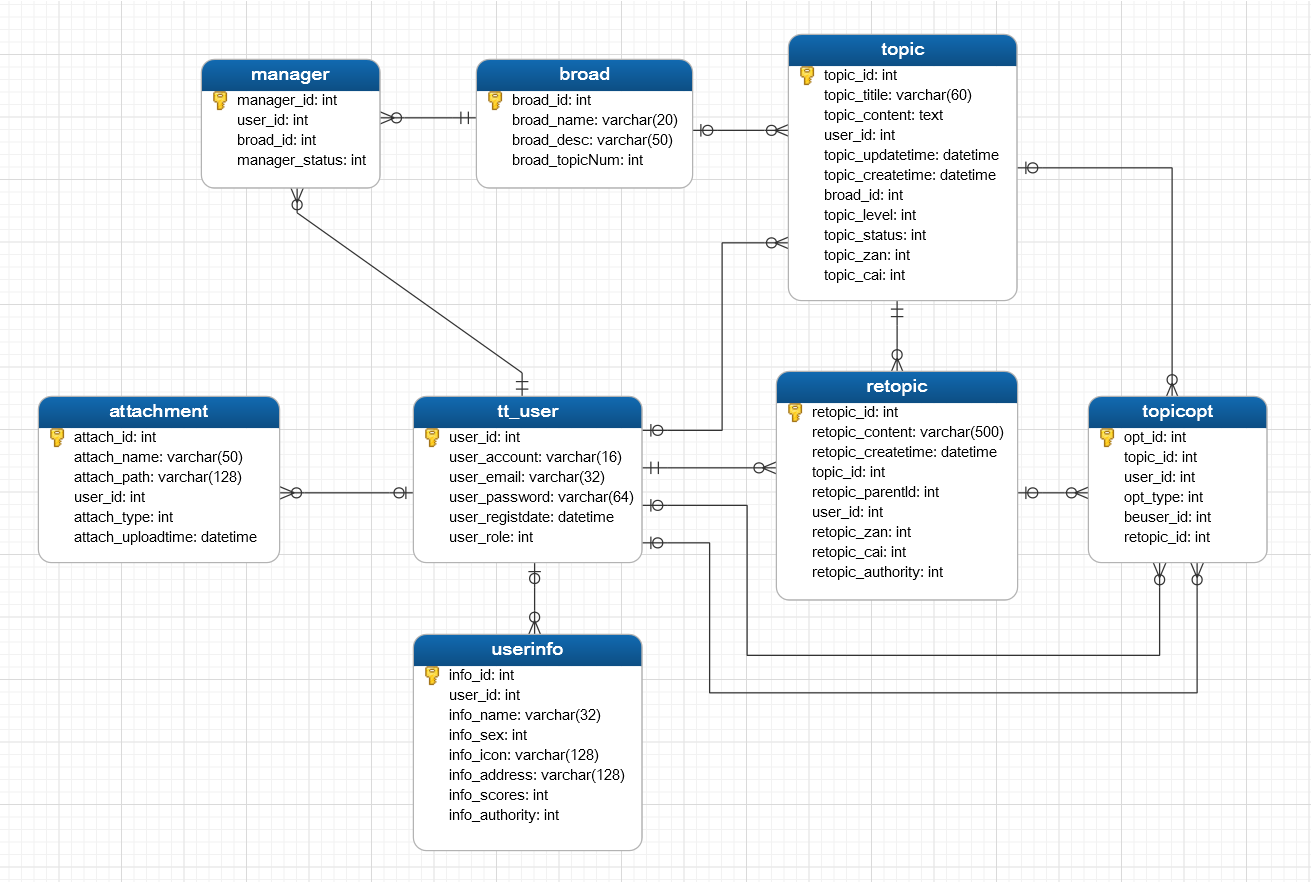 manager
manager_id: int
user_id: int
broad_id: int
manager_status: int
broad
broad_id: int
broad_name: varchar(20)
broad_desc: varchar(50)
broad_topicNum: int
topic
topic_id: int
topic_titile: varchar(60)
topic_content: text
user_id: int
topic_updatetime: datetime
topic_createtime: datetime
broad_id: int
topic_level: int
topic_status: int
topic_zan: int
topic_cai: int
attachment
attach_id: int
attach_name: varchar(50)
attach_path: varchar(128)
user_id: int
attach_type: int
attach_uploadtime: datetime
tt_user
user_id: int
user_account: varchar(16)
user_email: varchar(32)
user_password: varchar(64)
user_registdate: datetime
user_role: int
retopic
retopic_id: int
retopic_content: varchar(500)
retopic_createtime: datetime
topic_id: int
retopic_parentId: int
user_id: int
retopic_zan: int
retopic_cai: int
retopic_authority: int
topicopt
opt_id: int
topic_id: int
user_id: int
opt_type: int
beuser_id: int
retopic_id: int
userinfo
info_id: int
user_id: int
info_name: varchar(32)
info_sex: int
info_icon: varchar(128)
info_address: varchar(128)
info_scores: int
info_authority: int